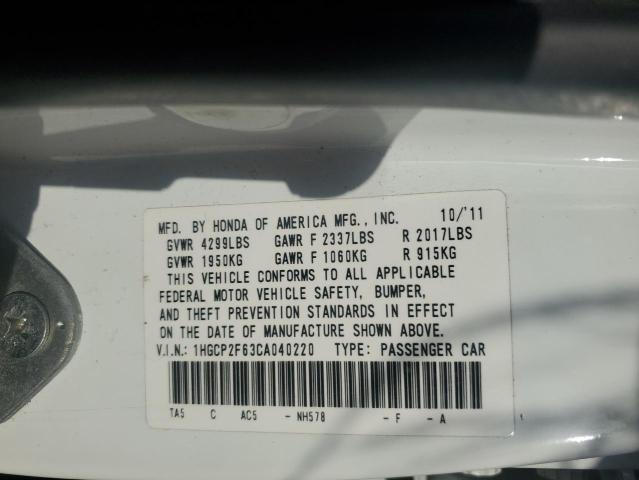 MFD. BY HONDA OF AMERICA MFG., INC. 10/'11
GVWR 4299LBS GAWR F 2337LBS R 2017LBS
GVWR 1950KG GAWR F 1060KG R 915KG
THIS VEHICLE CONFORMS TO ALL APPLICABLE
FEDERAL MOTOR VEHICLE SAFETY, BUMPER,
AND THEFT PREVENTION STANDARDS IN EFFECT
ON THE DATE OF MANUFACTURE SHOWN ABOVE.
V.I.N.: 1HGCP2F63CA040220 TYPE: PASSENGER CAR
TA5 C AC5 - NH578 - F - A